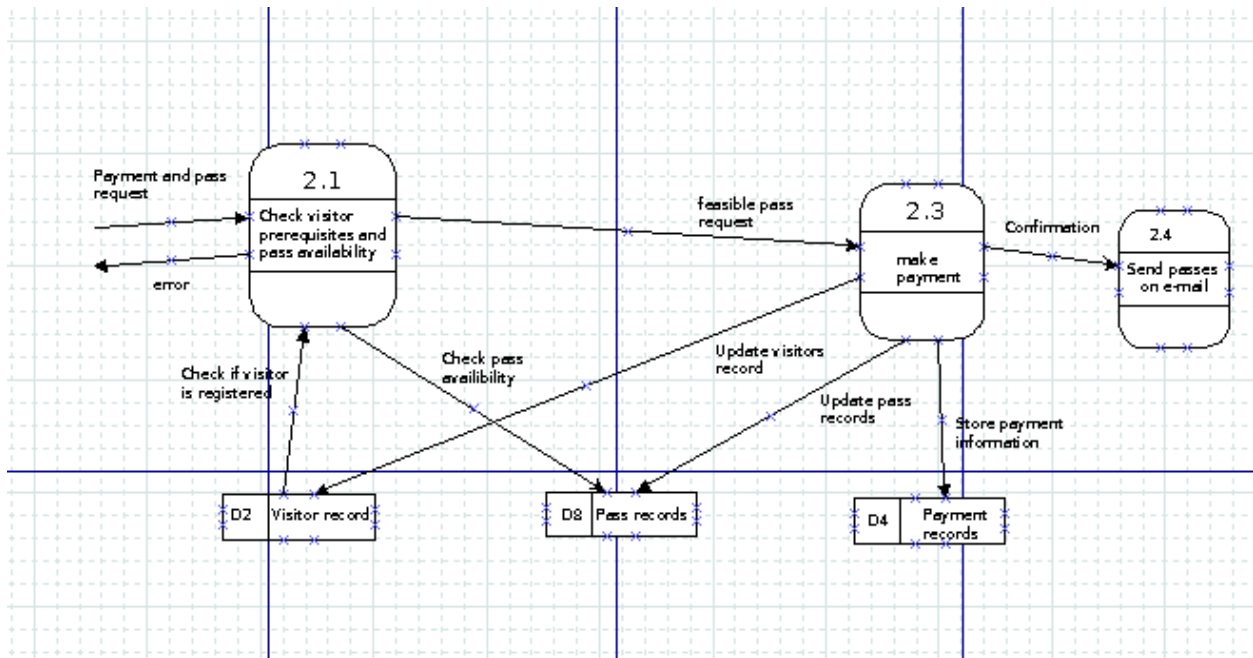 Payment and pass
request
2.1
Check visitor
prerequisites and
pass availability
error
feasible pass
request
2.3
make
payment
Confirmation
2.4
Send passes
on e-mail
Check if visitor
is registered
Check pass
availibility
Update visitors
record
Update pass
records
Store payment
information
D2
Visitor record
D8
Pass records
D4
Payment
records